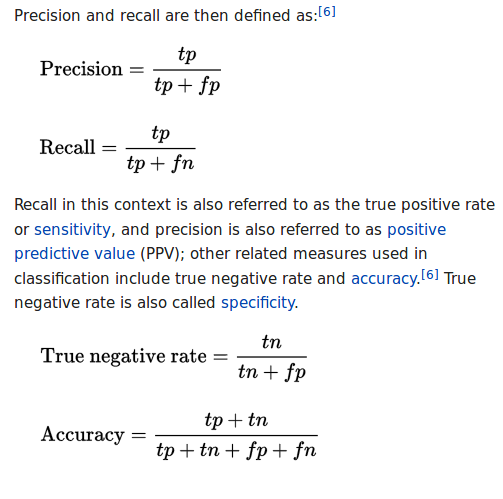 Precision and recall are then defined as:[6]
Precision = tp / (tp + fp)
Recall = tp / (tp + fn)
Recall in this context is also referred to as the true positive rate
or sensitivity, and precision is also referred to as positive
predictive value (PPV); other related measures used in
classification include true negative rate and accuracy.[6] True
negative rate is also called specificity.
True negative rate = tn / (tn + fp)
Accuracy = (tp + tn) / (tp + tn + fp + fn)